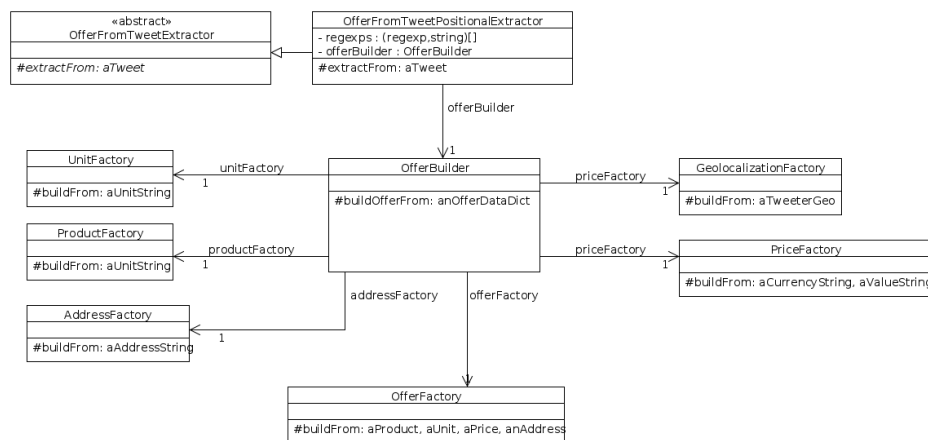 «abstract»
OfferFromTweetExtractor
#extractFrom: aTweet
OfferFromTweetPositionalExtractor
- regexps : (regexp,string)[]
- offerBuilder : OfferBuilder
#extractFrom: aTweet
offerBuilder
1
UnitFactory
#buildFrom: aUnitString
unitFactory
1
OfferBuilder
#buildOfferFrom: anOfferDataDict
priceFactory
1
GeolocalizationFactory
#buildFrom: aTweeterGeo
ProductFactory
#buildFrom: aUnitString
productFactory
1
priceFactory
1
PriceFactory
#buildFrom: aCurrencyString, aValueString
addressFactory
offerFactory
AddressFactory
#buildFrom: aAddressString
1
1
OfferFactory
#buildFrom: aProduct, aUnit, aPrice, anAddress